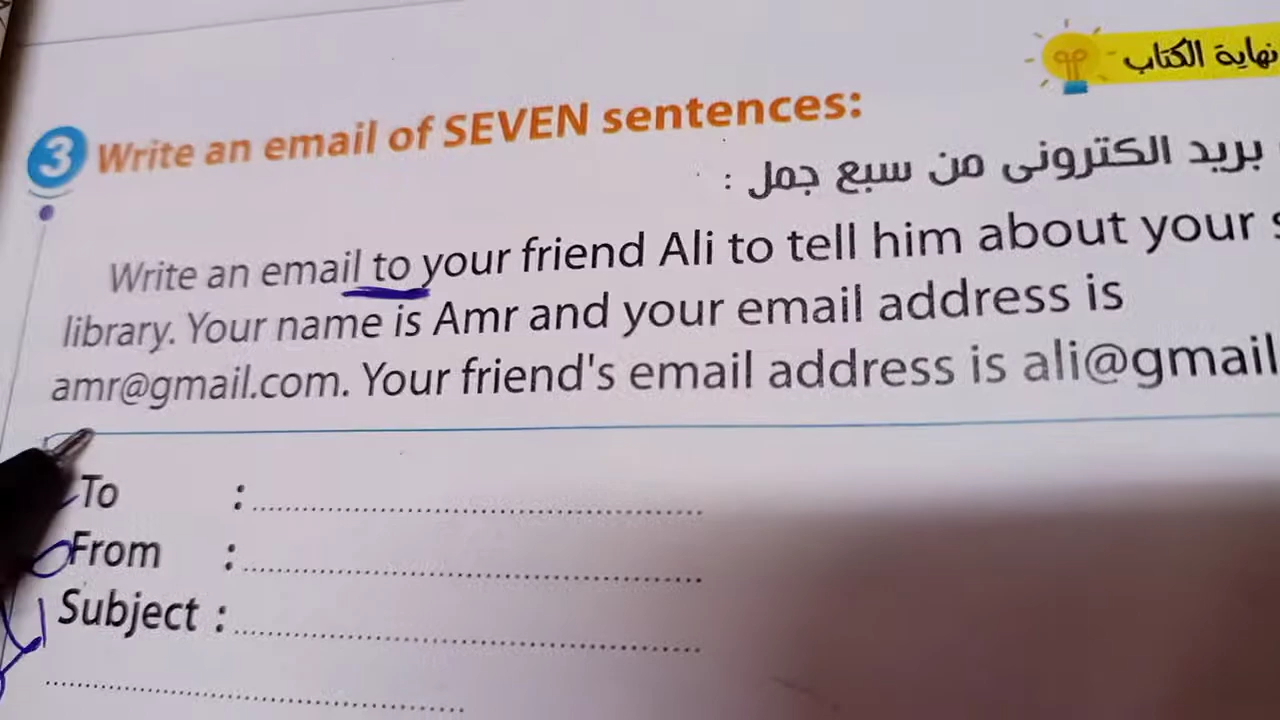 نهاية الكتاب
3 Write an email of SEVEN sentences:
بريد الكترونى من سبع جمل :
Write an email to your friend Ali to tell him about your
library. Your name is Amr and your email address is
amr@gmail.com. Your friend's email address is ali@gmail
To :
From :
Subject :